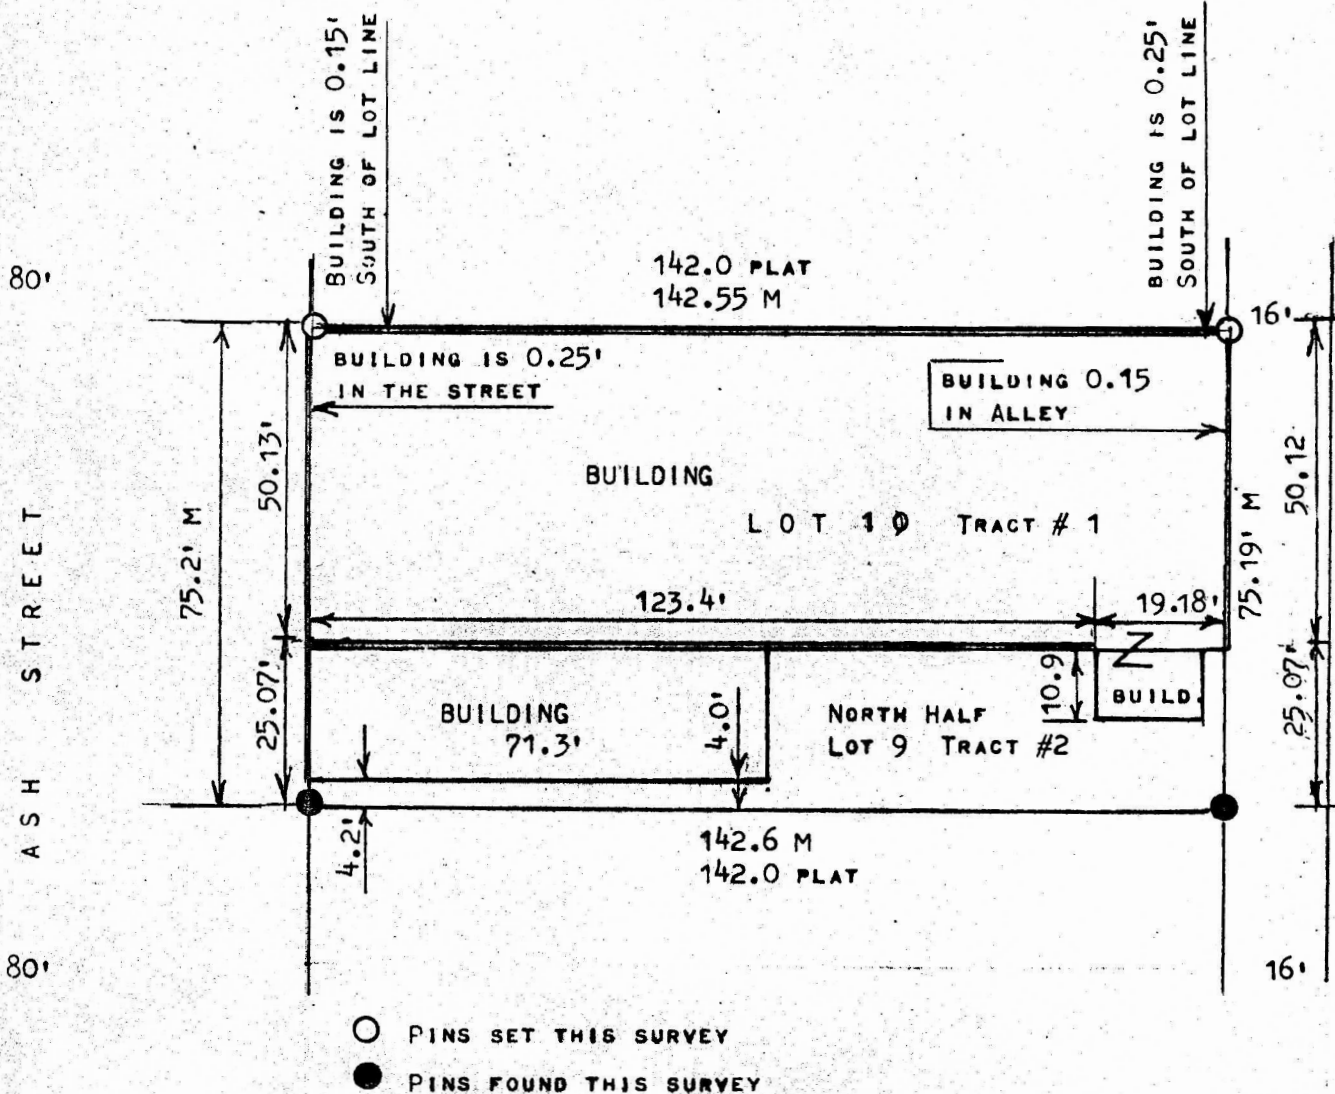 BUILDING IS 0.15'
SOUTH OF LOT LINE
BUILDING IS 0.25'
SOUTH OF LOT LINE
80'
142.0 PLAT
142.55 M
16'
BUILDING IS 0.25'
IN THE STREET
BUILDING 0.15
IN ALLEY
50.13'
50.12
BUILDING
LOT 10 TRACT # 1
75.2' M
75.19' M
ASH STREET
123.4'
19.18'
25.07'
BUILDING
71.3'
4.0'
NORTH HALF
LOT 9 TRACT #2
10.9
BUILD.
25.07'
4.2'
142.6 M
142.0 PLAT
80'
16'
PINS SET THIS SURVEY
PINS FOUND THIS SURVEY